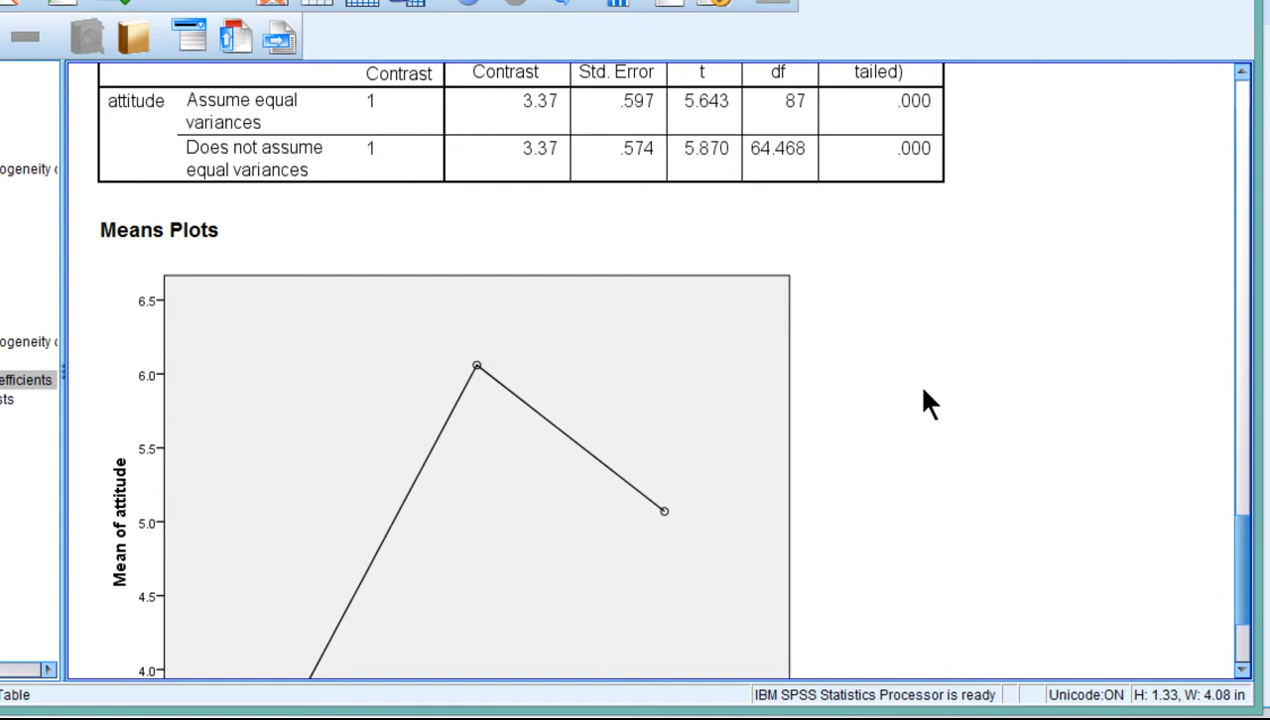 Contrast Contrast Std. Error t df tailed)
attitude Assume equal variances 1 3.37 .597 5.643 87 .000
Does not assume equal variances 1 3.37 .574 5.870 64.468 .000
ogeneity
Means Plots
6.5
ogeneity
6.0
efficients
sts
5.5
5.0
Mean of attitude
4.5
4.0
Table
IBM SPSS Statistics Processor is ready Unicode:ON H: 1.33, W: 4.08 in